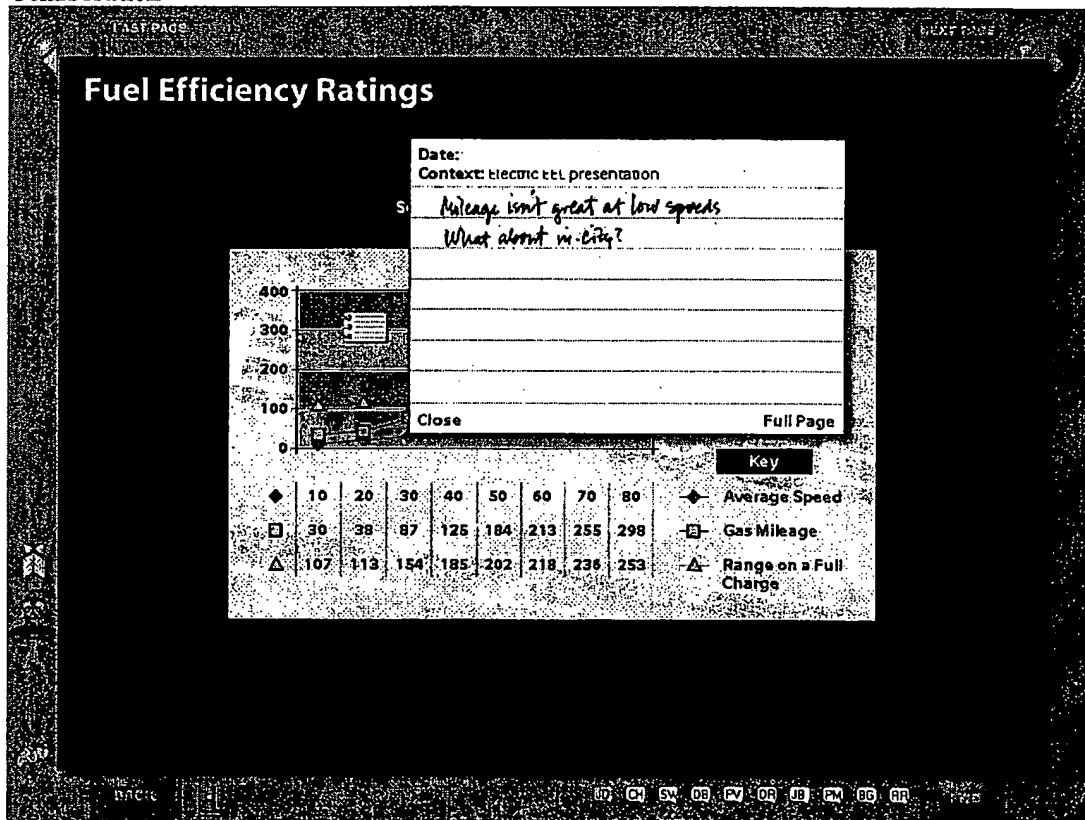 LAST PAGE
NEXT PAGE
Fuel Efficiency Ratings
Date:
Context: Electric EEL presentation
Mileage isn't great at low speeds
What about in-city?
400
300
200
100
0
Close
Full Page
Key
10 20 30 40 50 60 70 80
Average Speed
30 38 87 125 184 213 255 298
Gas Mileage
107 113 154 185 202 218 236 253
Range on a Full
Charge
CH SW DB PV DR JB PM BG RR